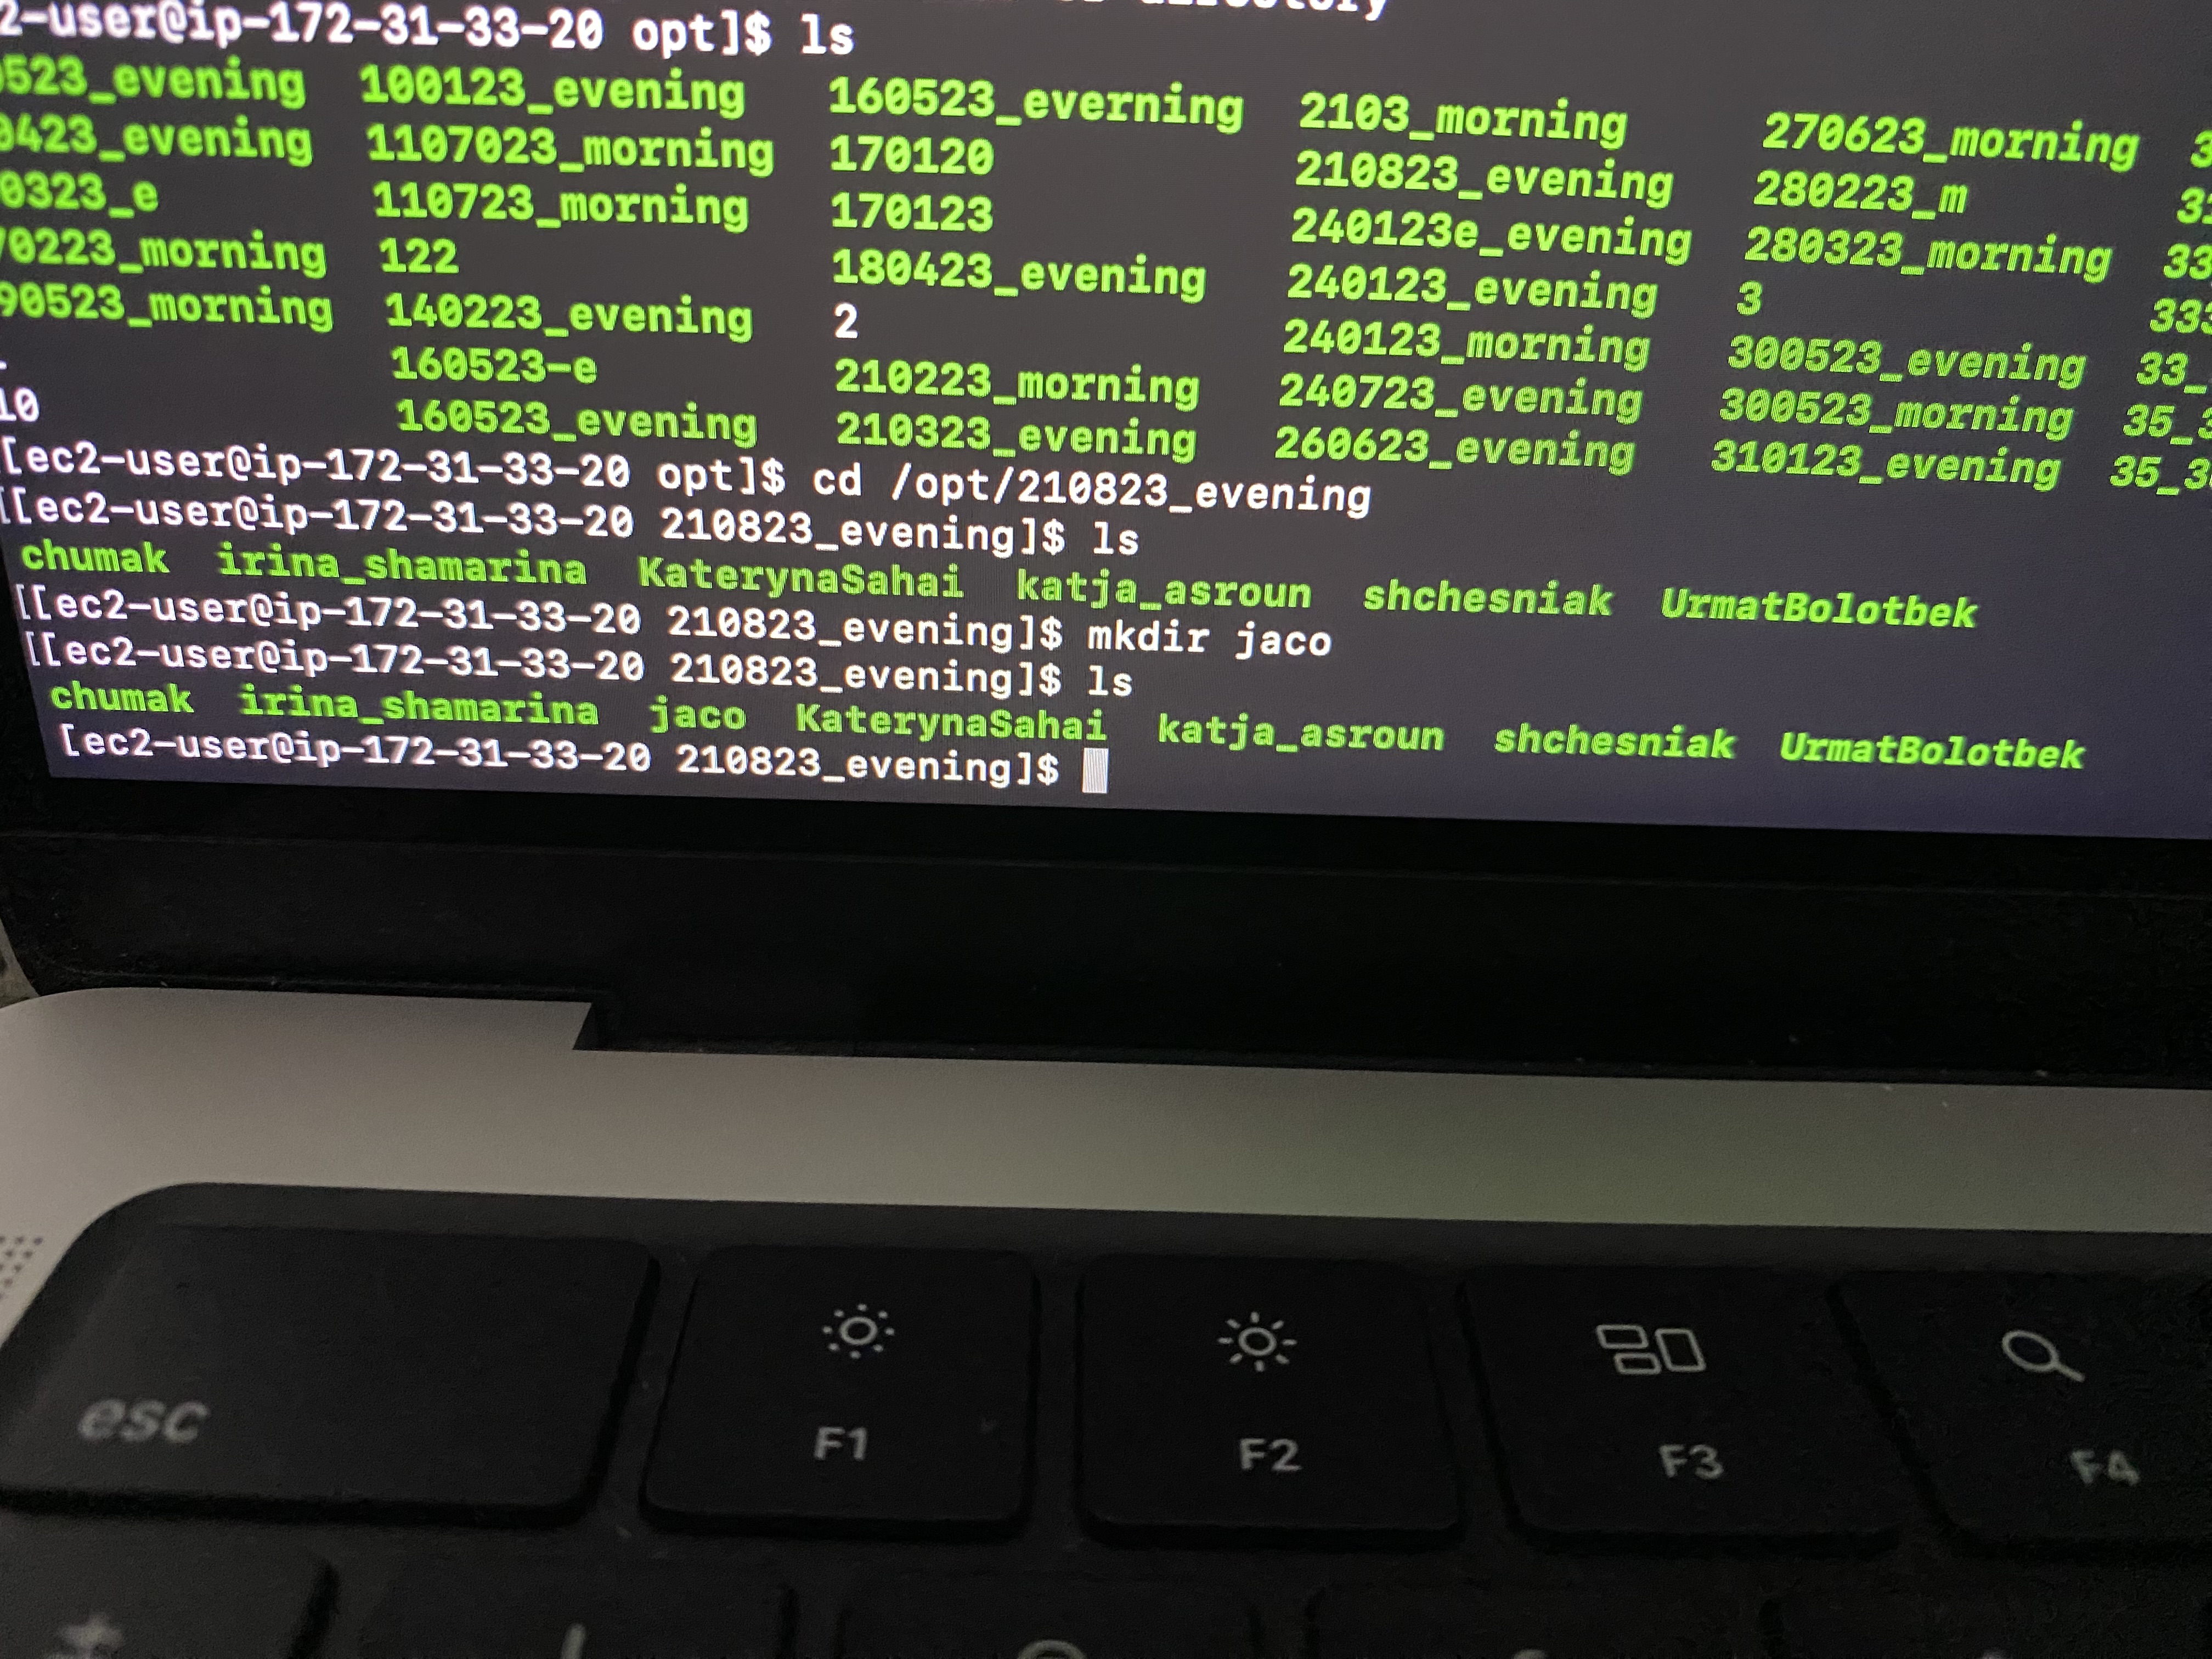 directory
2-user@ip-172-31-33-20 opt]$ ls
0523_evening 100123_evening 160523_everning 2103_morning 270623_morning 3
0423_evening 1107023_morning 170120 210823_evening 280223_m 33
0323_e 110723_morning 170123 240123e_evening 280323_morning 33
70223_morning 122 180423_evening 240123_evening 3 333
90523_morning 140223_evening 2 240123_morning 300523_evening 33_
160523-e 210223_morning 240723_evening 300523_morning 35_3
10 160523_evening 210323_evening 260623_evening 310123_evening 35_3
[ec2-user@ip-172-31-33-20 opt]$ cd /opt/210823_evening
[[ec2-user@ip-172-31-33-20 210823_evening]$ ls
chumak irina_shamarina KaterynaSahai katja_asroun shchesniak UrmatBolotbek
[[ec2-user@ip-172-31-33-20 210823_evening]$ mkdir jaco
[[ec2-user@ip-172-31-33-20 210823_evening]$ ls
chumak irina_shamarina jaco KaterynaSahai katja_asroun shchesniak UrmatBolotbek
[ec2-user@ip-172-31-33-20 210823_evening]$
esc F1 F2 F3 F4